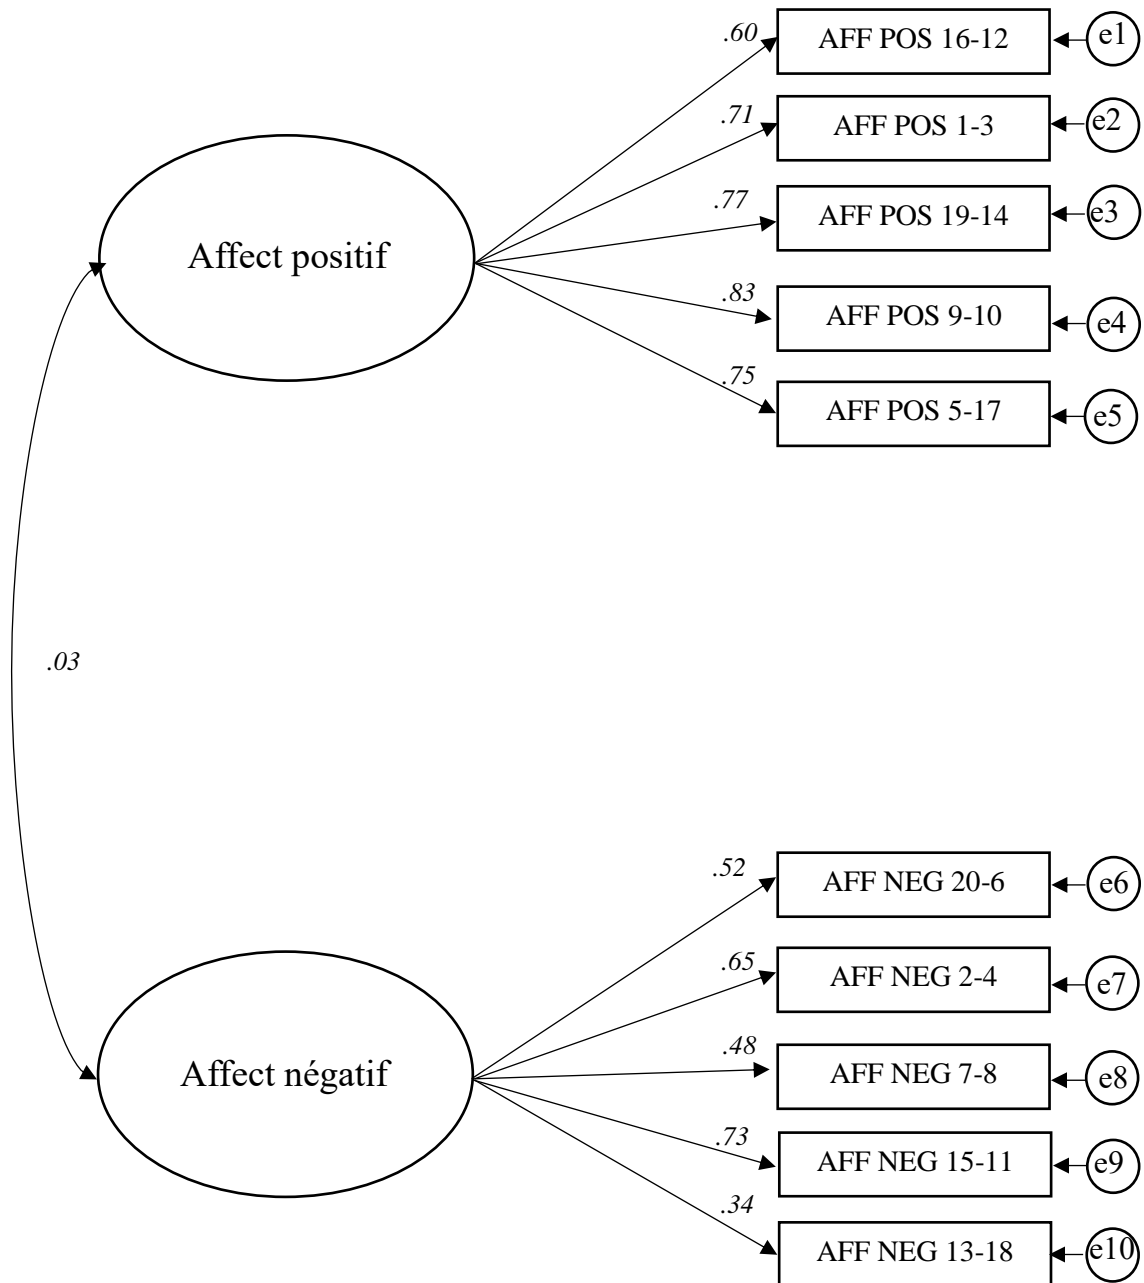 .60
AFF POS 16-12
e1
.71
AFF POS 1-3
e2
.77
AFF POS 19-14
e3
Affect positif
.83
AFF POS 9-10
e4
.75
AFF POS 5-17
e5
.03
.52
AFF NEG 20-6
e6
.65
AFF NEG 2-4
e7
.48
AFF NEG 7-8
e8
Affect négatif
.73
AFF NEG 15-11
e9
.34
AFF NEG 13-18
e10